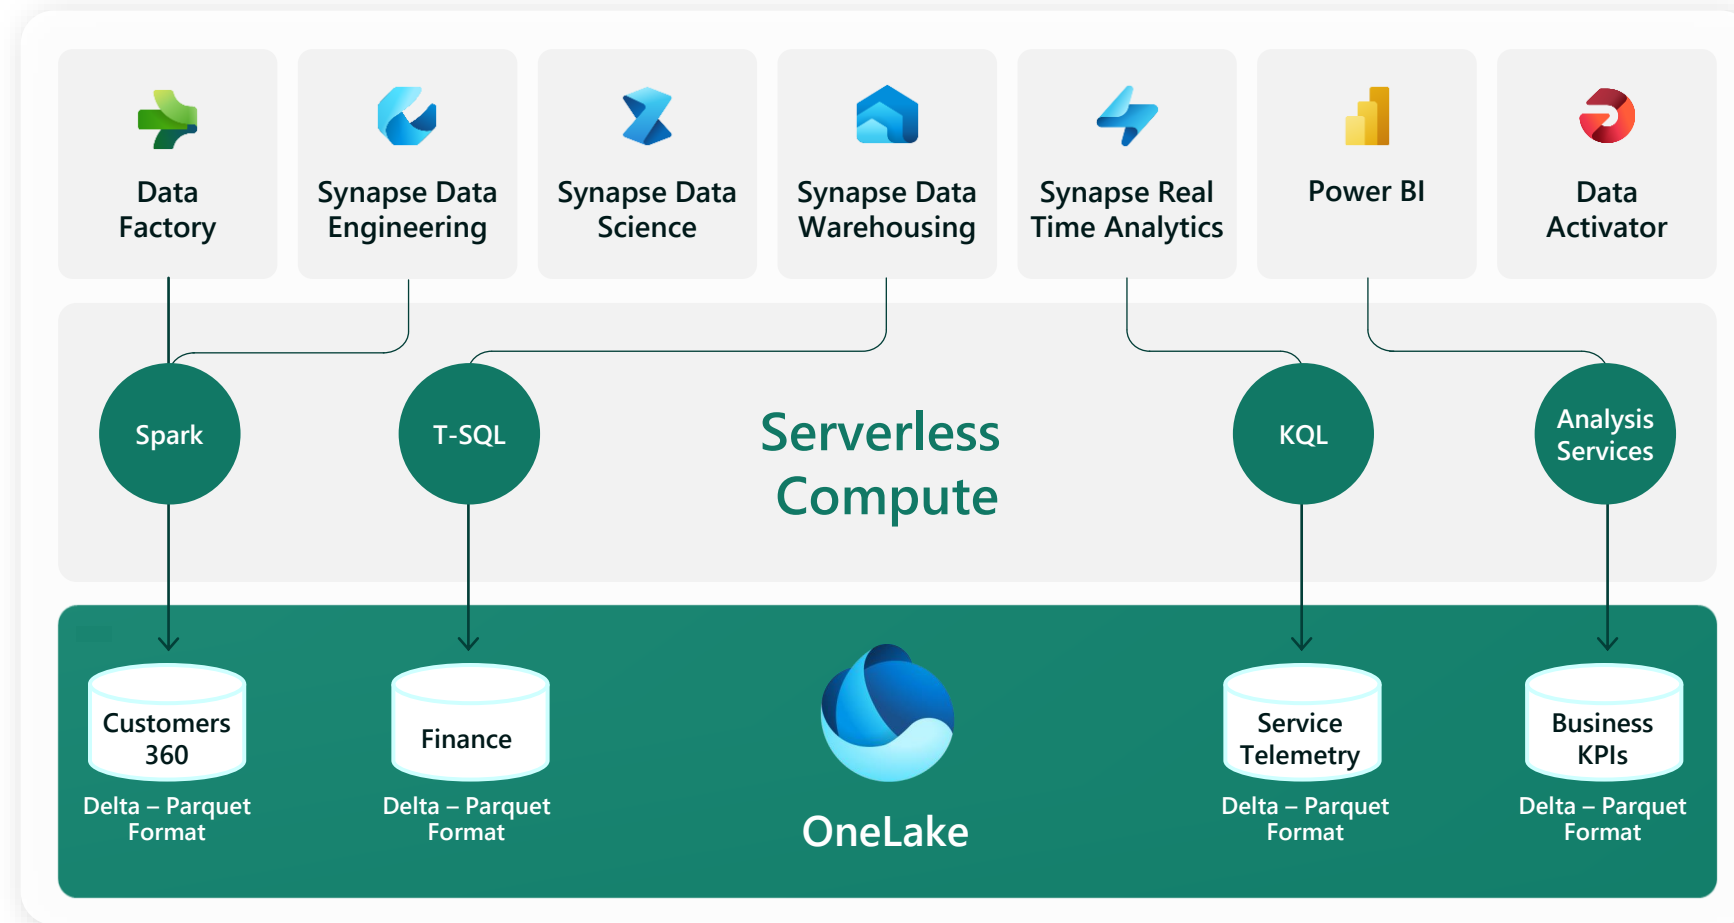 Data
Factory
Synapse Data
Engineering
Synapse Data
Science
Synapse Data
Warehousing
Synapse Real
Time Analytics
Power BI
Data
Activator
Spark
T-SQL
Serverless
Compute
KQL
Analysis
Services
Customers
360
Delta – Parquet
Format
Finance
Delta – Parquet
Format
OneLake
Service
Telemetry
Delta – Parquet
Format
Business
KPIs
Delta – Parquet
Format